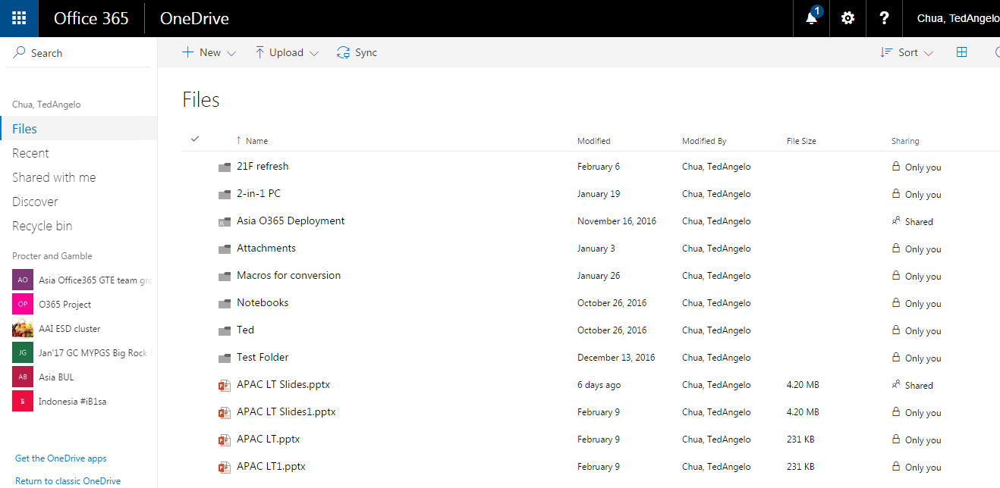 Office 365 OneDrive 1 ? Chua, TedAngelo
Search
New Upload Sync Sort
Chua, TedAngelo
Files
Recent
Shared with me
Discover
Recycle bin
Procter and Gamble
AO Asia Office365 GTE team gro
OP O365 Project
AAI ESD cluster
JG Jan'17 GC MYPGS Big Rock
AB Asia BUL
Indonesia #iB1sa
Get the OneDrive apps
Return to classic OneDrive
Files
Name Modified Modified By File Size Sharing
21F refresh February 6 Chua, TedAngelo Only you
2-in-1 PC January 19 Chua, TedAngelo Only you
Asia O365 Deployment November 16, 2016 Chua, TedAngelo Shared
Attachments January 3 Chua, TedAngelo Only you
Macros for conversion January 26 Chua, TedAngelo Only you
Notebooks October 26, 2016 Chua, TedAngelo Only you
Ted October 26, 2016 Chua, TedAngelo Only you
Test Folder December 13, 2016 Chua, TedAngelo Only you
APAC LT Slides.pptx 6 days ago Chua, TedAngelo 4.20 MB Shared
APAC LT Slides1.pptx February 9 Chua, TedAngelo 4.20 MB Only you
APAC LT.pptx February 9 Chua, TedAngelo 231 KB Only you
APAC LT1.pptx February 9 Chua, TedAngelo 231 KB Only you